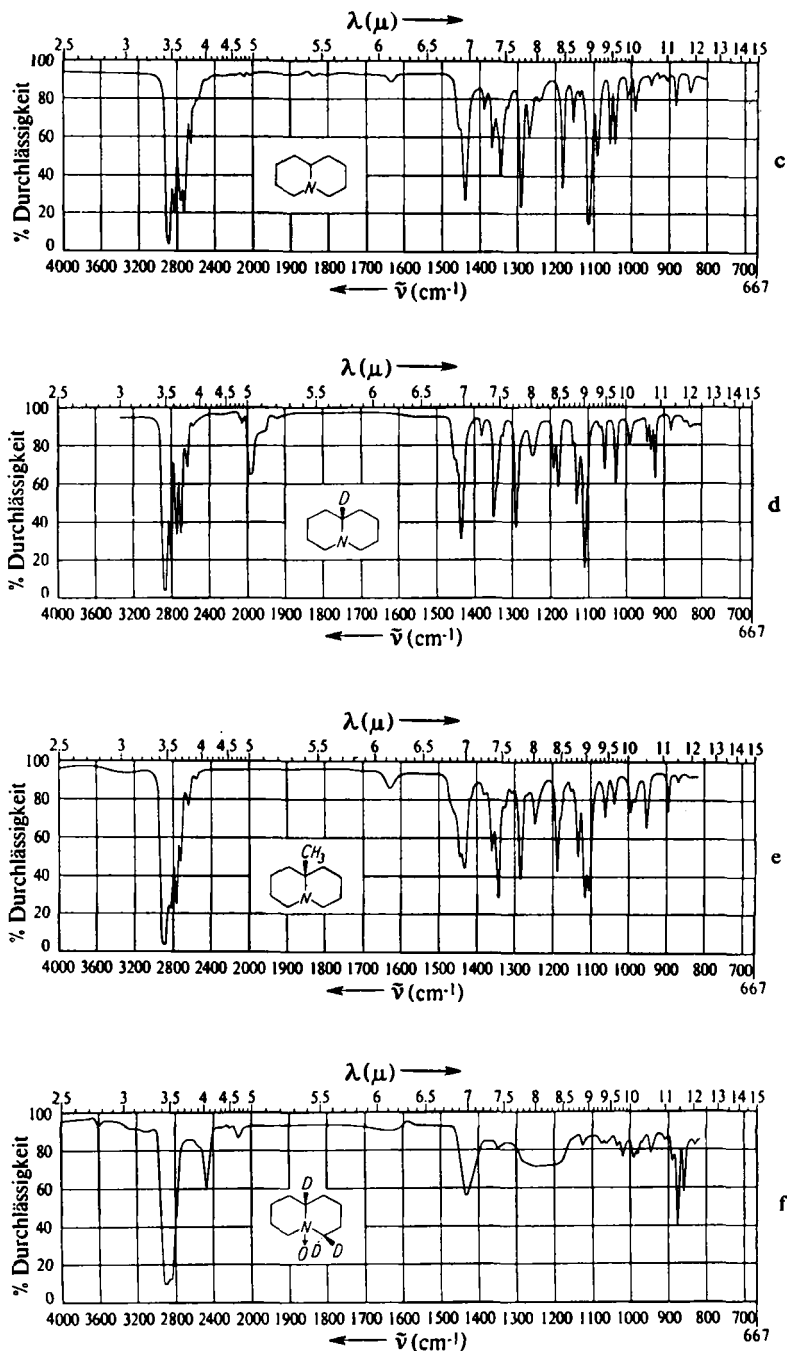 λ(μ) →
2.5 3 3.5 4 4.5 5 5.5 6 6.5 7 7.5 8 8.5 9 9.5 10 11 12 13 14 15
% Durchlässigkeit
100
80
60
40
20
0
N
c
4000 3600 3200 2800 2400 2000 1900 1800 1700 1600 1500 1400 1300 1200 1100 1000 900 800 700
667
← ṽ(cm⁻¹)
λ(μ) →
2.5 3 3.5 4 4.5 5 5.5 6 6.5 7 7.5 8 8.5 9 9.5 10 11 12 13 14 15
% Durchlässigkeit
100
80
60
40
20
0
D
N
d
4000 3600 3200 2800 2400 2000 1900 1800 1700 1600 1500 1400 1300 1200 1100 1000 900 800 700
667
← ṽ(cm⁻¹)
λ(μ) →
2.5 3 3.5 4 4.5 5 5.5 6 6.5 7 7.5 8 8.5 9 9.5 10 11 12 13 14 15
% Durchlässigkeit
100
80
60
40
20
0
CH₃
N
e
4000 3600 3200 2800 2400 2000 1900 1800 1700 1600 1500 1400 1300 1200 1100 1000 900 800 700
667
← ṽ(cm⁻¹)
λ(μ) →
2.5 3 3.5 4 4.5 5 5.5 6 6.5 7 7.5 8 8.5 9 9.5 10 11 12 13 14 15
% Durchlässigkeit
100
80
60
40
20
0
D
N
O D D
f
4000 3600 3200 2800 2400 2000 1900 1800 1700 1600 1500 1400 1300 1200 1100 1000 900 800 700
667
← ṽ(cm⁻¹)